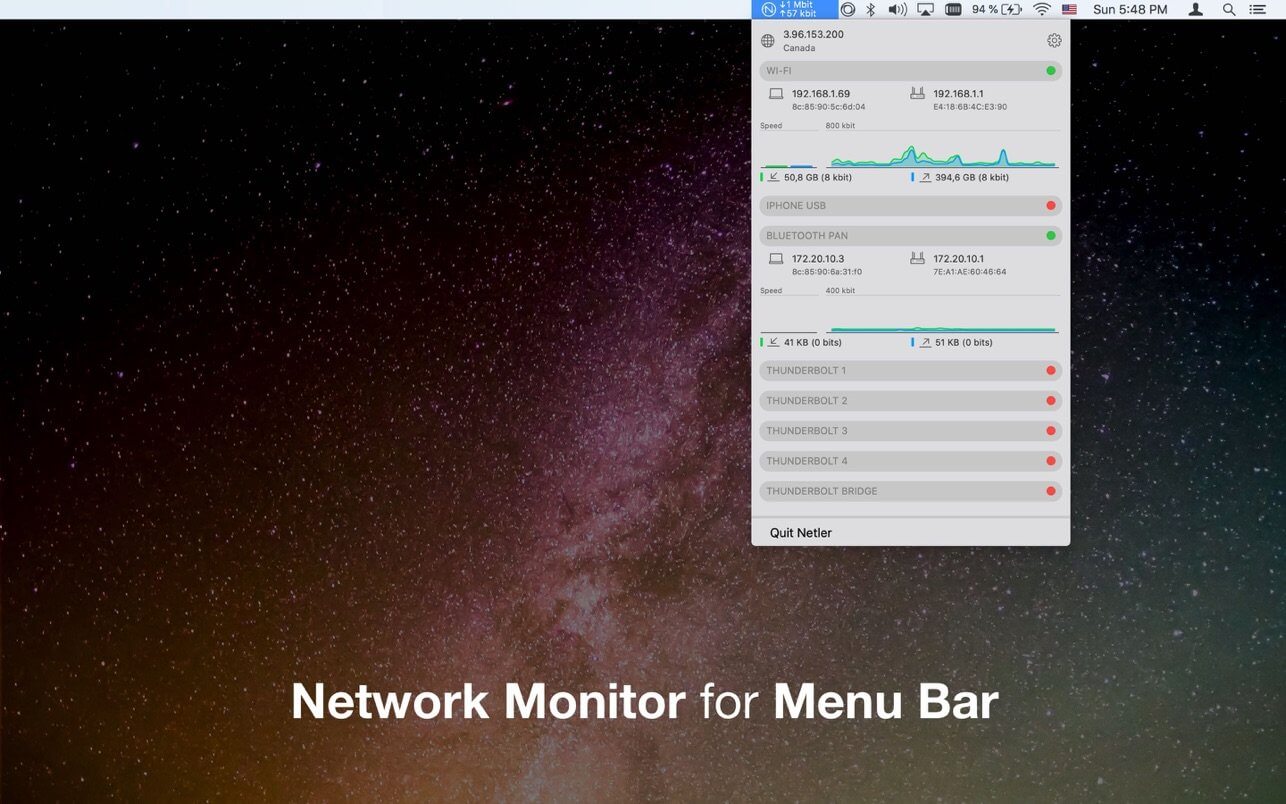 ↓1 Mbit
↑57 kbit
94 %
Sun 5:48 PM
3.96.153.200
Canada
WI-FI
192.168.1.69 192.168.1.1
8c:85:90:5c:6d:04 E4:18:6B:4C:E3:90
Speed 800 kbit
50,8 GB (8 kbit) 394,6 GB (8 kbit)
IPHONE USB
BLUETOOTH PAN
172.20.10.3 172.20.10.1
8c:85:90:6a:31:f0 7E:A1:AE:60:46:64
Speed 400 kbit
41 KB (0 bits) 51 KB (0 bits)
THUNDERBOLT 1
THUNDERBOLT 2
THUNDERBOLT 3
THUNDERBOLT 4
THUNDERBOLT BRIDGE
Quit Netler
Network Monitor for Menu Bar